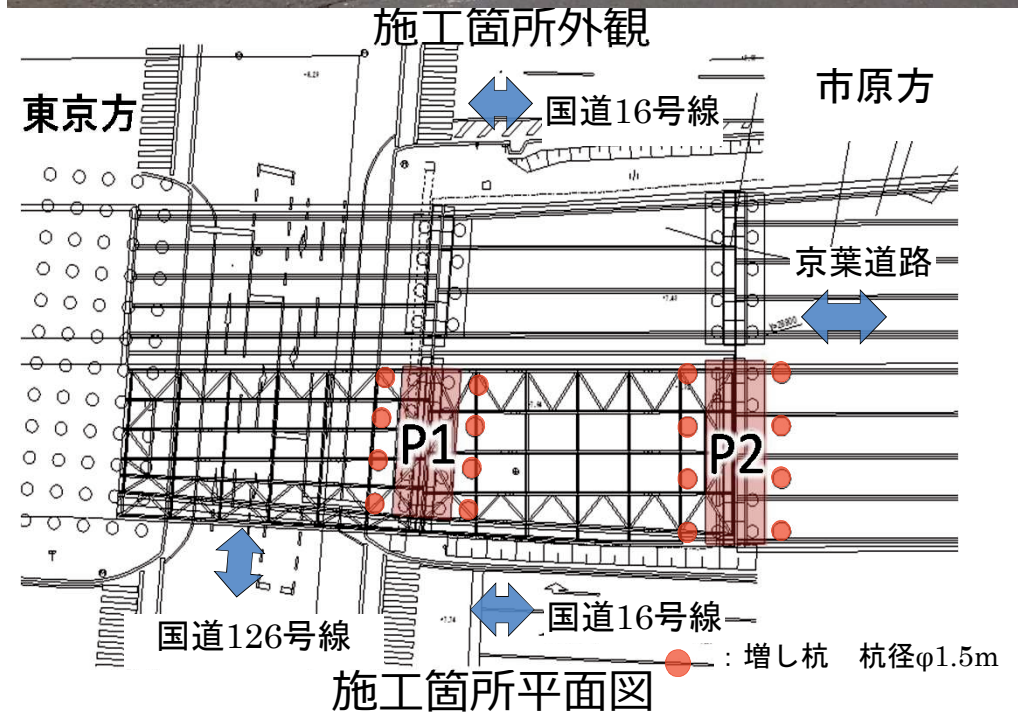 施工箇所外観
市原方
東京方
国道16号線
京葉道路
P1
P2
国道126号線
国道16号線
：増し杭　杭径φ1.5m
施工箇所平面図